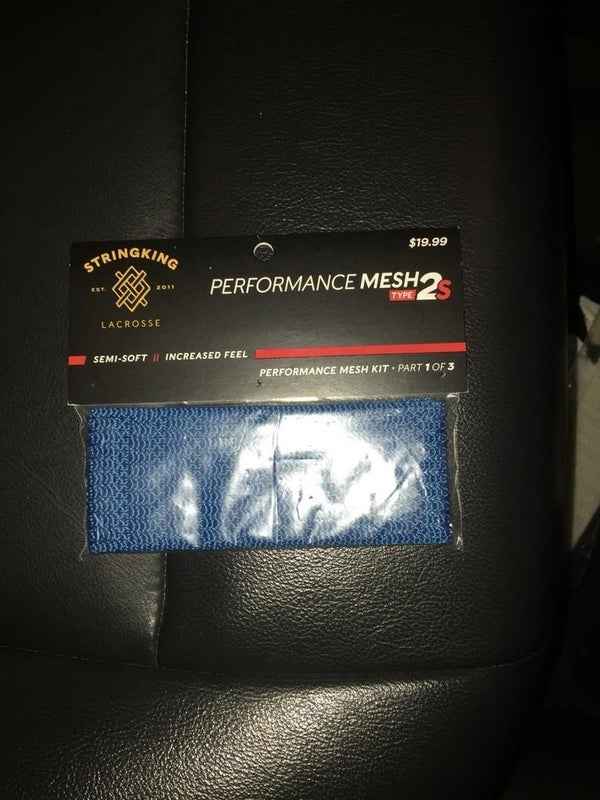 $19.99
STRINGKING
EST. 2011
LACROSSE
PERFORMANCE MESH 2S
TYPE
SEMI-SOFT || INCREASED FEEL
PERFORMANCE MESH KIT • PART 1 OF 3